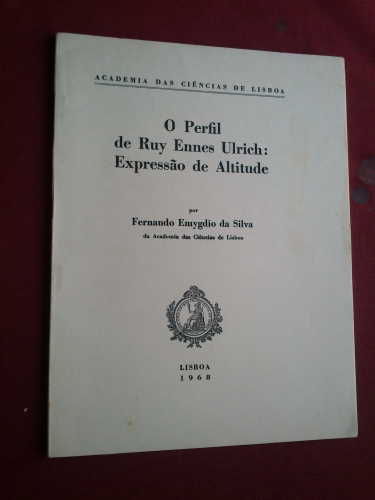 ACADEMIA DAS CIÊNCIAS DE LISBOA
O Perfil
de Ruy Ennes Ulrich:
Expressão de Altitude
por
Fernando Emygdio da Silva
da Academia das Ciências de Lisboa
LISBOA
1968